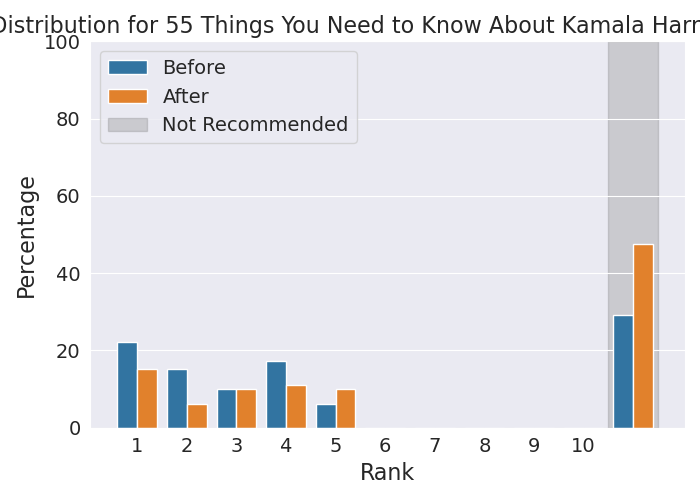 Distribution for 55 Things You Need to Know About Kamala Harr
100
80
60
40
20
0
Percentage
Before
After
Not Recommended
1 2 3 4 5 6 7 8 9 10
Rank